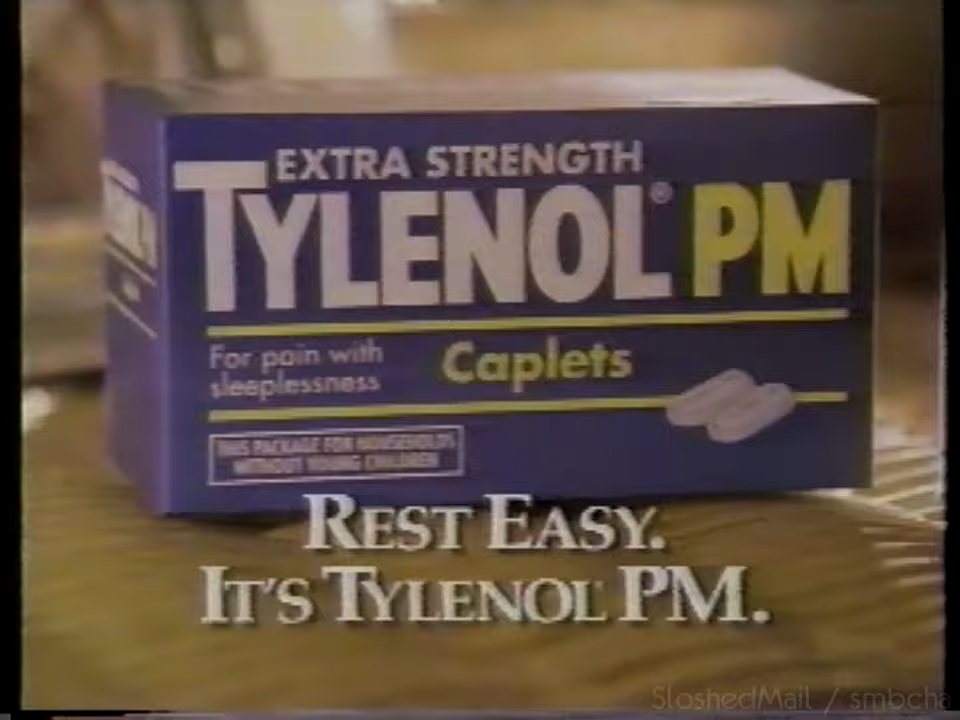 EXTRA STRENGTH
TYLENOL® PM
For pain with
sleeplessness
Caplets
THIS PACKAGE FOR HOUSEHOLDS
WITHOUT YOUNG CHILDREN
REST EASY.
IT'S TYLENOL PM.
SloshedMail / smbcha